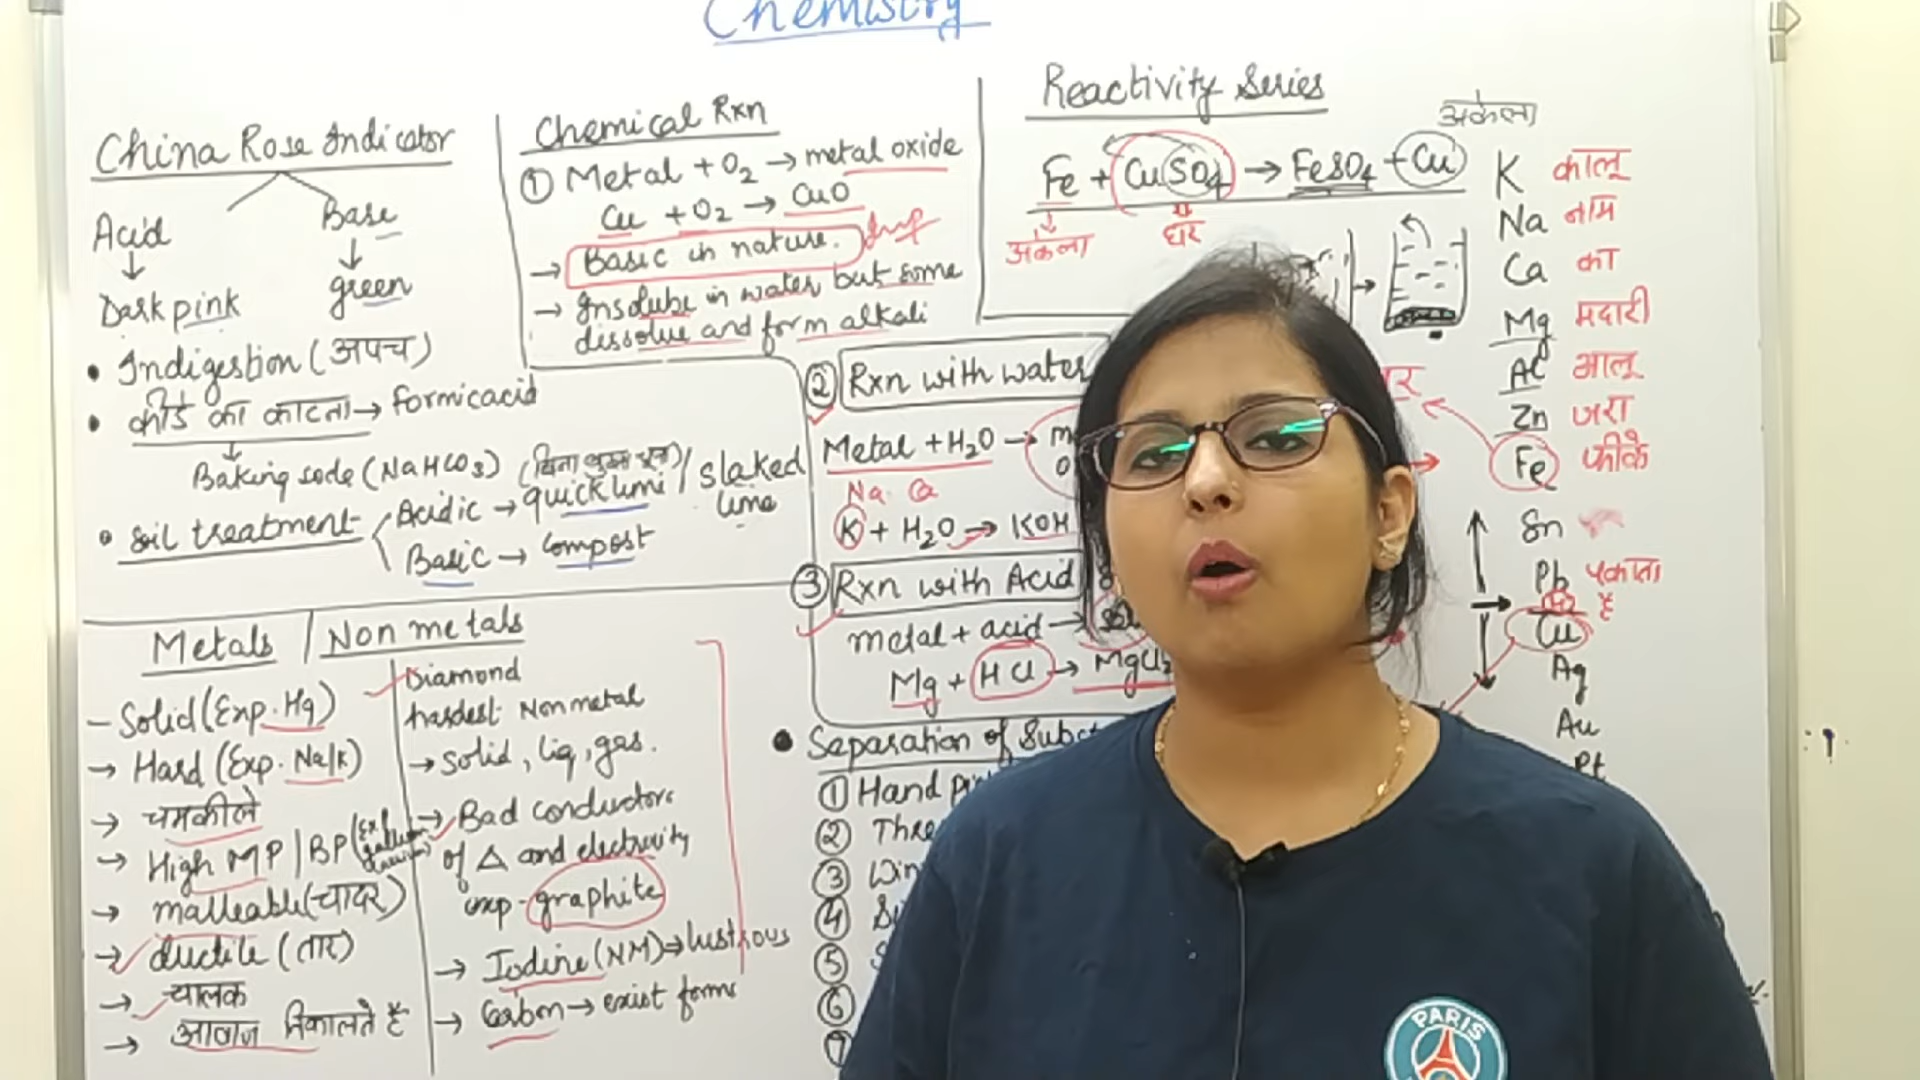 Chemistry
China Rose Indicator
Acid
Base
Dark pink
green
• Indigestion (अपच)
• कीड़े का काटना → Formic acid
Baking soda (NaHCO3)
• Soil treatment
Acidic → quicklime / slaked lime
Basic → compost
Chemical Rxn
① Metal + O2 → metal oxide
Cu + O2 → CuO
→ Basic in nature. Imp
→ Insoluble in water but some
dissolve and form alkali
Reactivity Series
Fe + CuSO4 → FeSO4 + Cu
अकेला
घर
अकेला
K कालू
Na नाम
Ca का
Mg मदारी
Al आलू
Zn जरा
Fe फीके
Sn
Pb पकाता
H है
Cu
Ag
Au
Pt
② Rxn with water
Metal + H2O →
Na Ca
K + H2O → KOH
③ Rxn with Acid
metal + acid →
Mg + HCl → MgCl2
Metals / Non metals
– Solid (Exp. Hg)
→ Hard (Exp. Na/K)
→ चमकीले
→ High MP / BP
→ malleable (चादर)
→ ductile (तार)
→ चालक
→ आवाज निकालते है
Diamond
hardest Nonmetal
→ Solid, liq, gas.
→ Bad conductors
of Δ and electricity
exp - graphite
→ Iodine (NM) → lustrous
→ Carbon → exist forms
• Separation of Subst
① Hand pi
② Thre
③ Win
④
⑤
⑥
⑦
PARIS